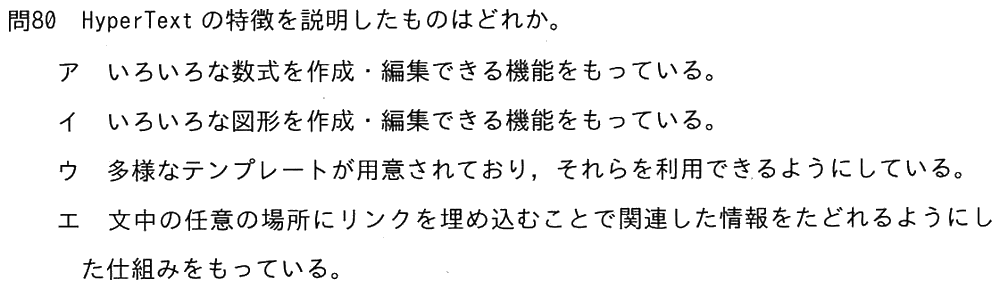 問80　HyperText の特徴を説明したものはどれか。
ア　いろいろな数式を作成・編集できる機能をもっている。
イ　いろいろな図形を作成・編集できる機能をもっている。
ウ　多様なテンプレートが用意されており，それらを利用できるようにしている。
エ　文中の任意の場所にリンクを埋め込むことで関連した情報をたどれるようにし
た仕組みをもっている。